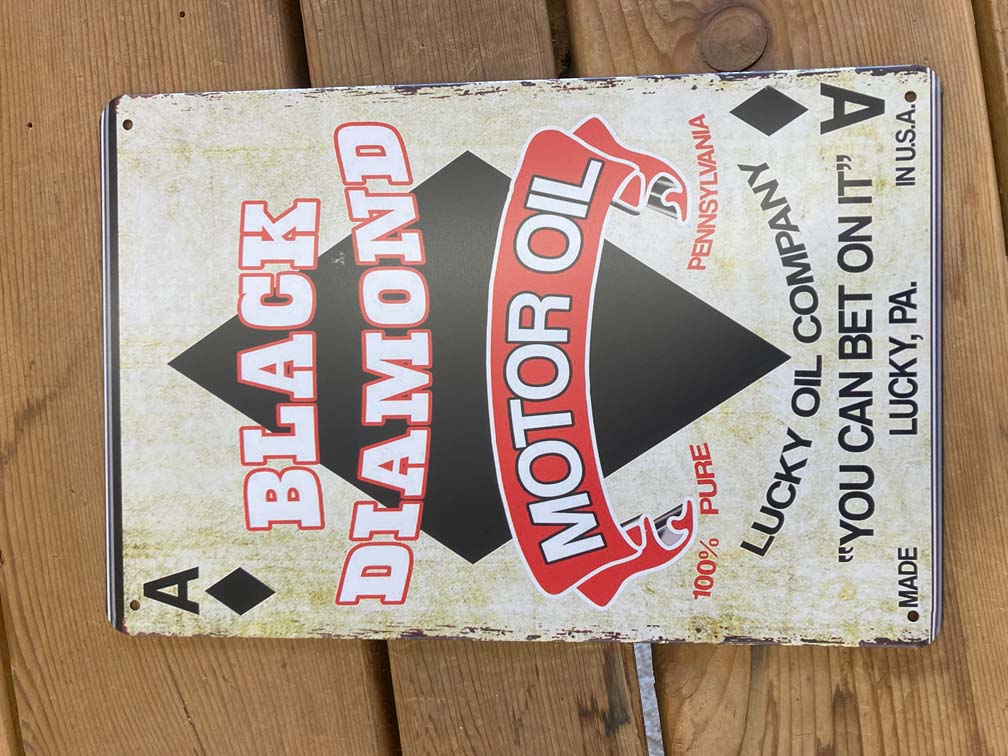 A
BLACK
DIAMOND
MOTOR OIL
100% PURE PENNSYLVANIA
LUCKY OIL COMPANY
"YOU CAN BET ON IT"
LUCKY, PA.
MADE IN U.S.A.
A